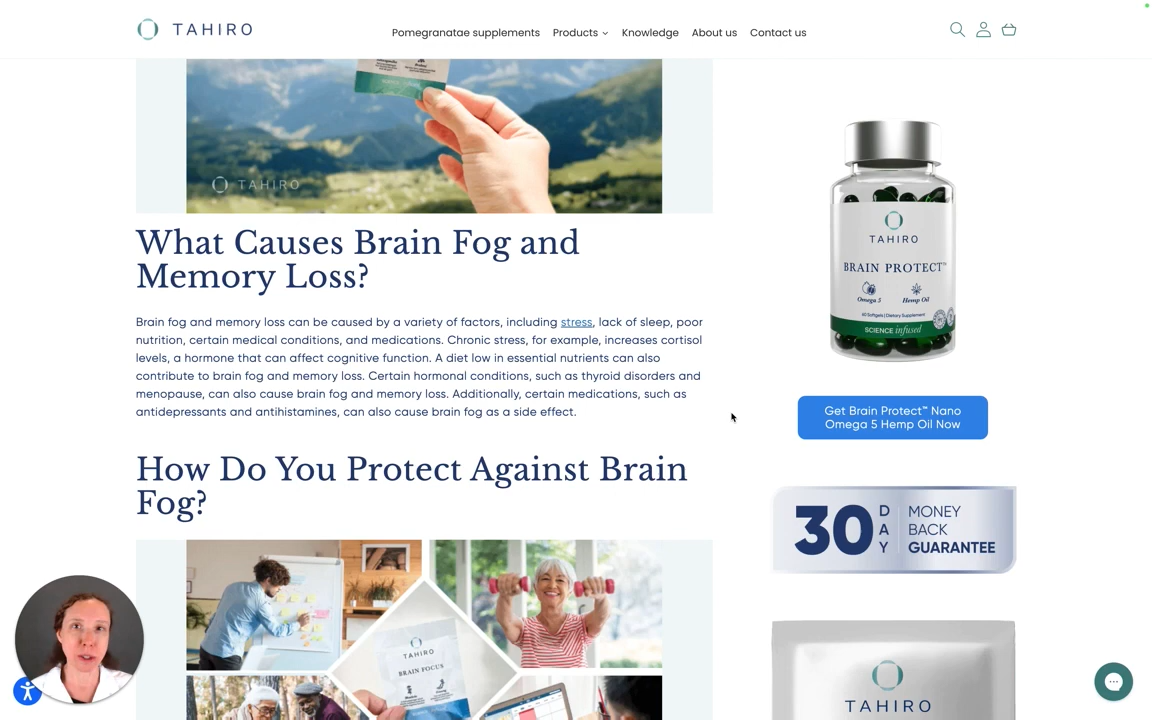 TAHIRO
Pomegranatae supplements
Products
Knowledge
About us
Contact us
TAHIRO
What Causes Brain Fog and
Memory Loss?
Brain fog and memory loss can be caused by a variety of factors, including stress, lack of sleep, poor
nutrition, certain medical conditions, and medications. Chronic stress, for example, increases cortisol
levels, a hormone that can affect cognitive function. A diet low in essential nutrients can also
contribute to brain fog and memory loss. Certain hormonal conditions, such as thyroid disorders and
menopause, can also cause brain fog and memory loss. Additionally, certain medications, such as
antidepressants and antihistamines, can also cause brain fog as a side effect.
How Do You Protect Against Brain
Fog?
TAHIRO
BRAIN FOCUS
TAHIRO
BRAIN PROTECT™
Omega 5 Hemp Oil
60 Softgels | Dietary Supplement
SCIENCE infused
Get Brain Protect™ Nano
Omega 5 Hemp Oil Now
30 DAY
MONEY
BACK
GUARANTEE
TAHIRO